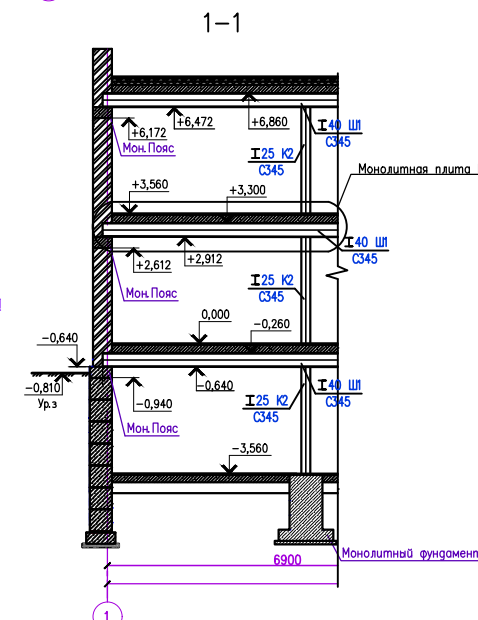 1-1
+6,172
+6,472
+6,860
I40 Ш1
С345
Мон.Пояс
I25 К2
С345
Монолитная плита
+3,560
+3,300
I40 Ш1
С345
+2,612
+2,912
I25 К2
С345
Мон.Пояс
0,000
-0,260
-0,640
-0,810
Ур.з
-0,640
I40 Ш1
С345
-0,940
I25 К2
С345
Мон.Пояс
-3,560
Монолитный фундамент
6900
1